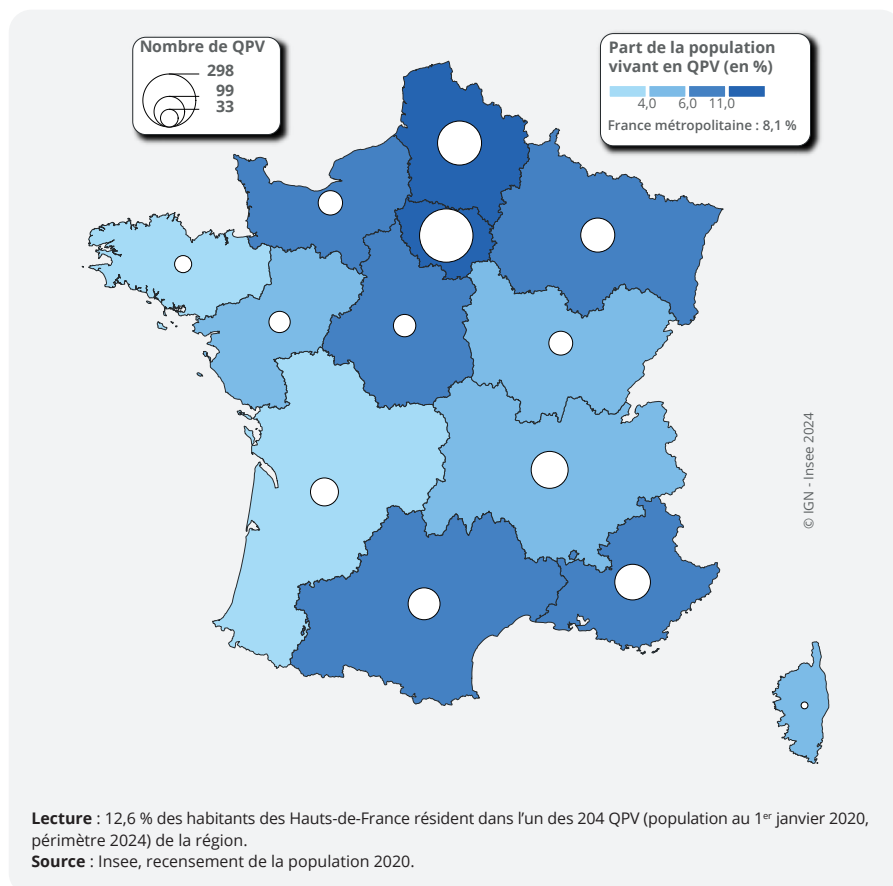 Nombre de QPV
298
99
33
Part de la population
vivant en QPV (en %)
4,0 6,0 11,0
France métropolitaine : 8,1 %
© IGN - Insee 2024
Lecture : 12,6 % des habitants des Hauts-de-France résident dans l’un des 204 QPV (population au 1er janvier 2020,
périmètre 2024) de la région.
Source : Insee, recensement de la population 2020.